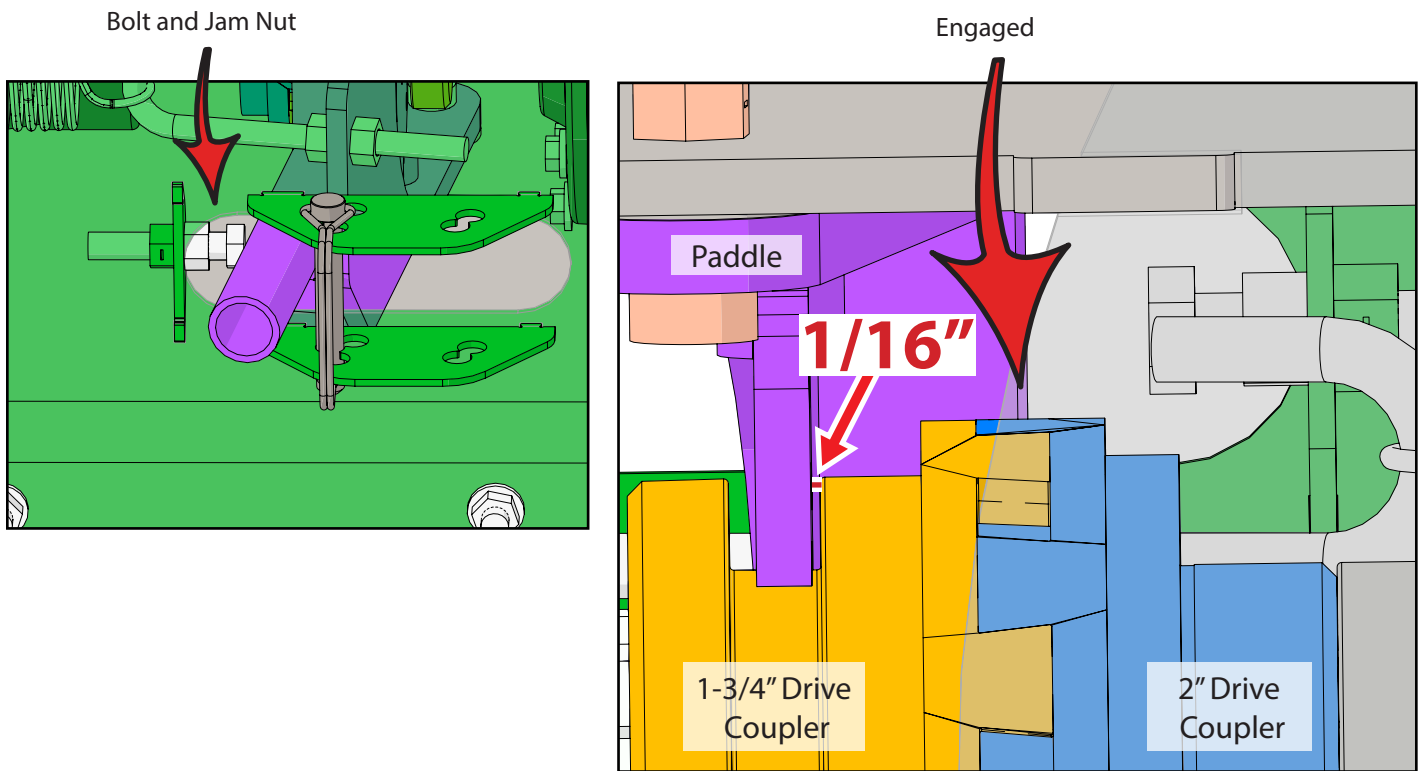 Bolt and Jam Nut
Engaged
Paddle
1/16”
1-3/4” Drive
Coupler
2” Drive
Coupler